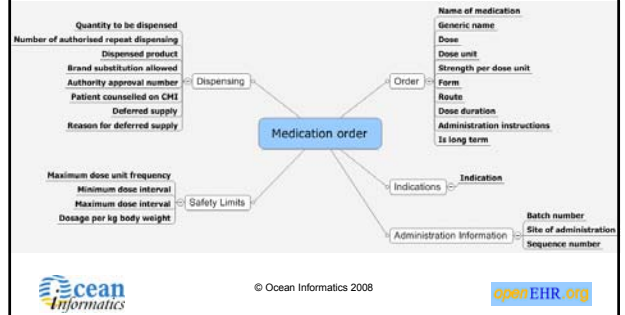 Quantity to be dispensed
Number of authorised repeat dispensing
Dispensed product
Brand substitution allowed
Authority approval number
Patient counselled on CMI
Deferred supply
Reason for deferred supply
Dispensing
Maximum dose unit frequency
Minimum dose interval
Maximum dose interval
Dosage per kg body weight
Safety Limits
Medication order
Order
Name of medication
Generic name
Dose
Dose unit
Strength per dose unit
Form
Route
Dose duration
Administration instructions
Is long term
Indications
Indication
Administration Information
Batch number
Site of administration
Sequence number
Ocean
Informatics
© Ocean Informatics 2008
openEHR.org